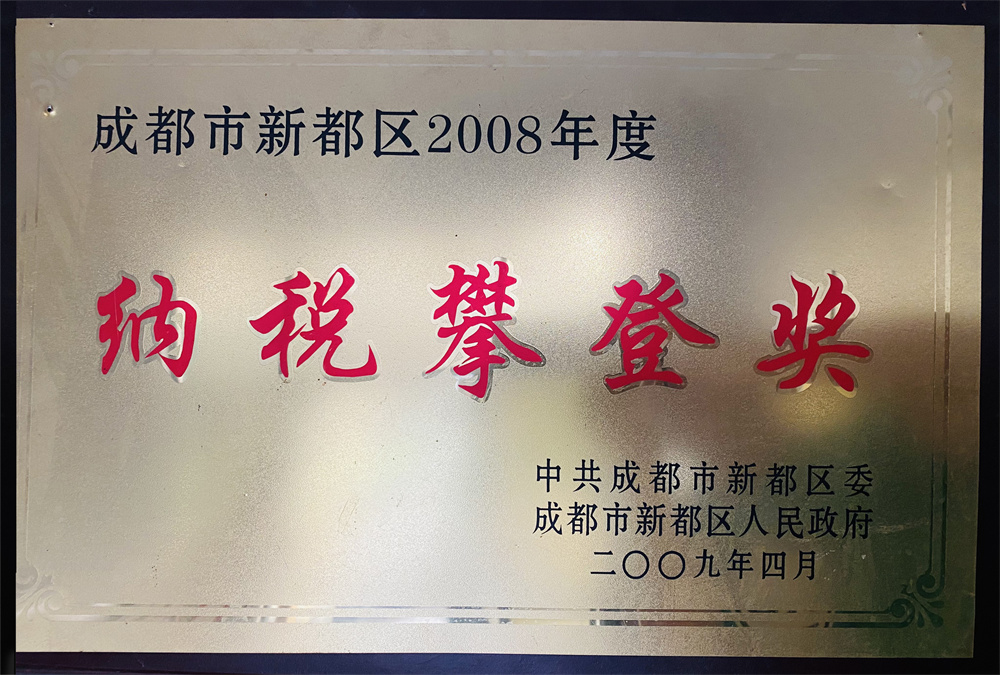 成都市新都区2008年度
纳税攀登奖
中共成都市新都区委
成都市新都区人民政府
二〇〇九年四月